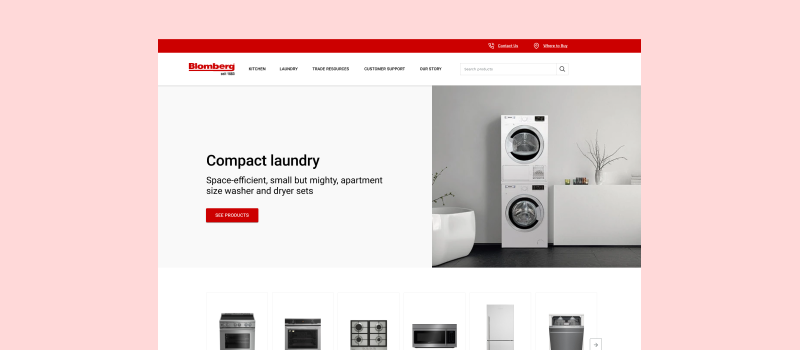 Contact Us
Where to Buy
Blomberg
est 1883
KITCHEN
LAUNDRY
TRADE RESOURCES
CUSTOMER SUPPORT
OUR STORY
Search products
Compact laundry
Space-efficient, small but mighty, apartment
size washer and dryer sets
SEE PRODUCTS